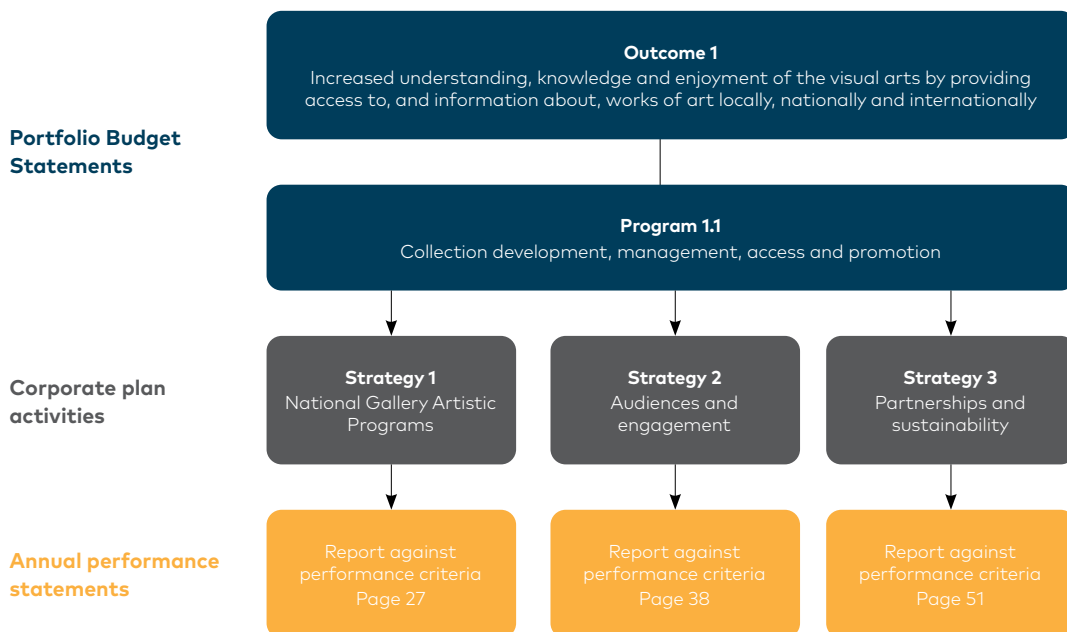 Outcome 1
Increased understanding, knowledge and enjoyment of the visual arts by providing
access to, and information about, works of art locally, nationally and internationally
Portfolio Budget
Statements
Program 1.1
Collection development, management, access and promotion
Corporate plan
activities
Strategy 1
National Gallery Artistic
Programs
Strategy 2
Audiences and
engagement
Strategy 3
Partnerships and
sustainability
Annual performance
statements
Report against
performance criteria
Page 27
Report against
performance criteria
Page 38
Report against
performance criteria
Page 51